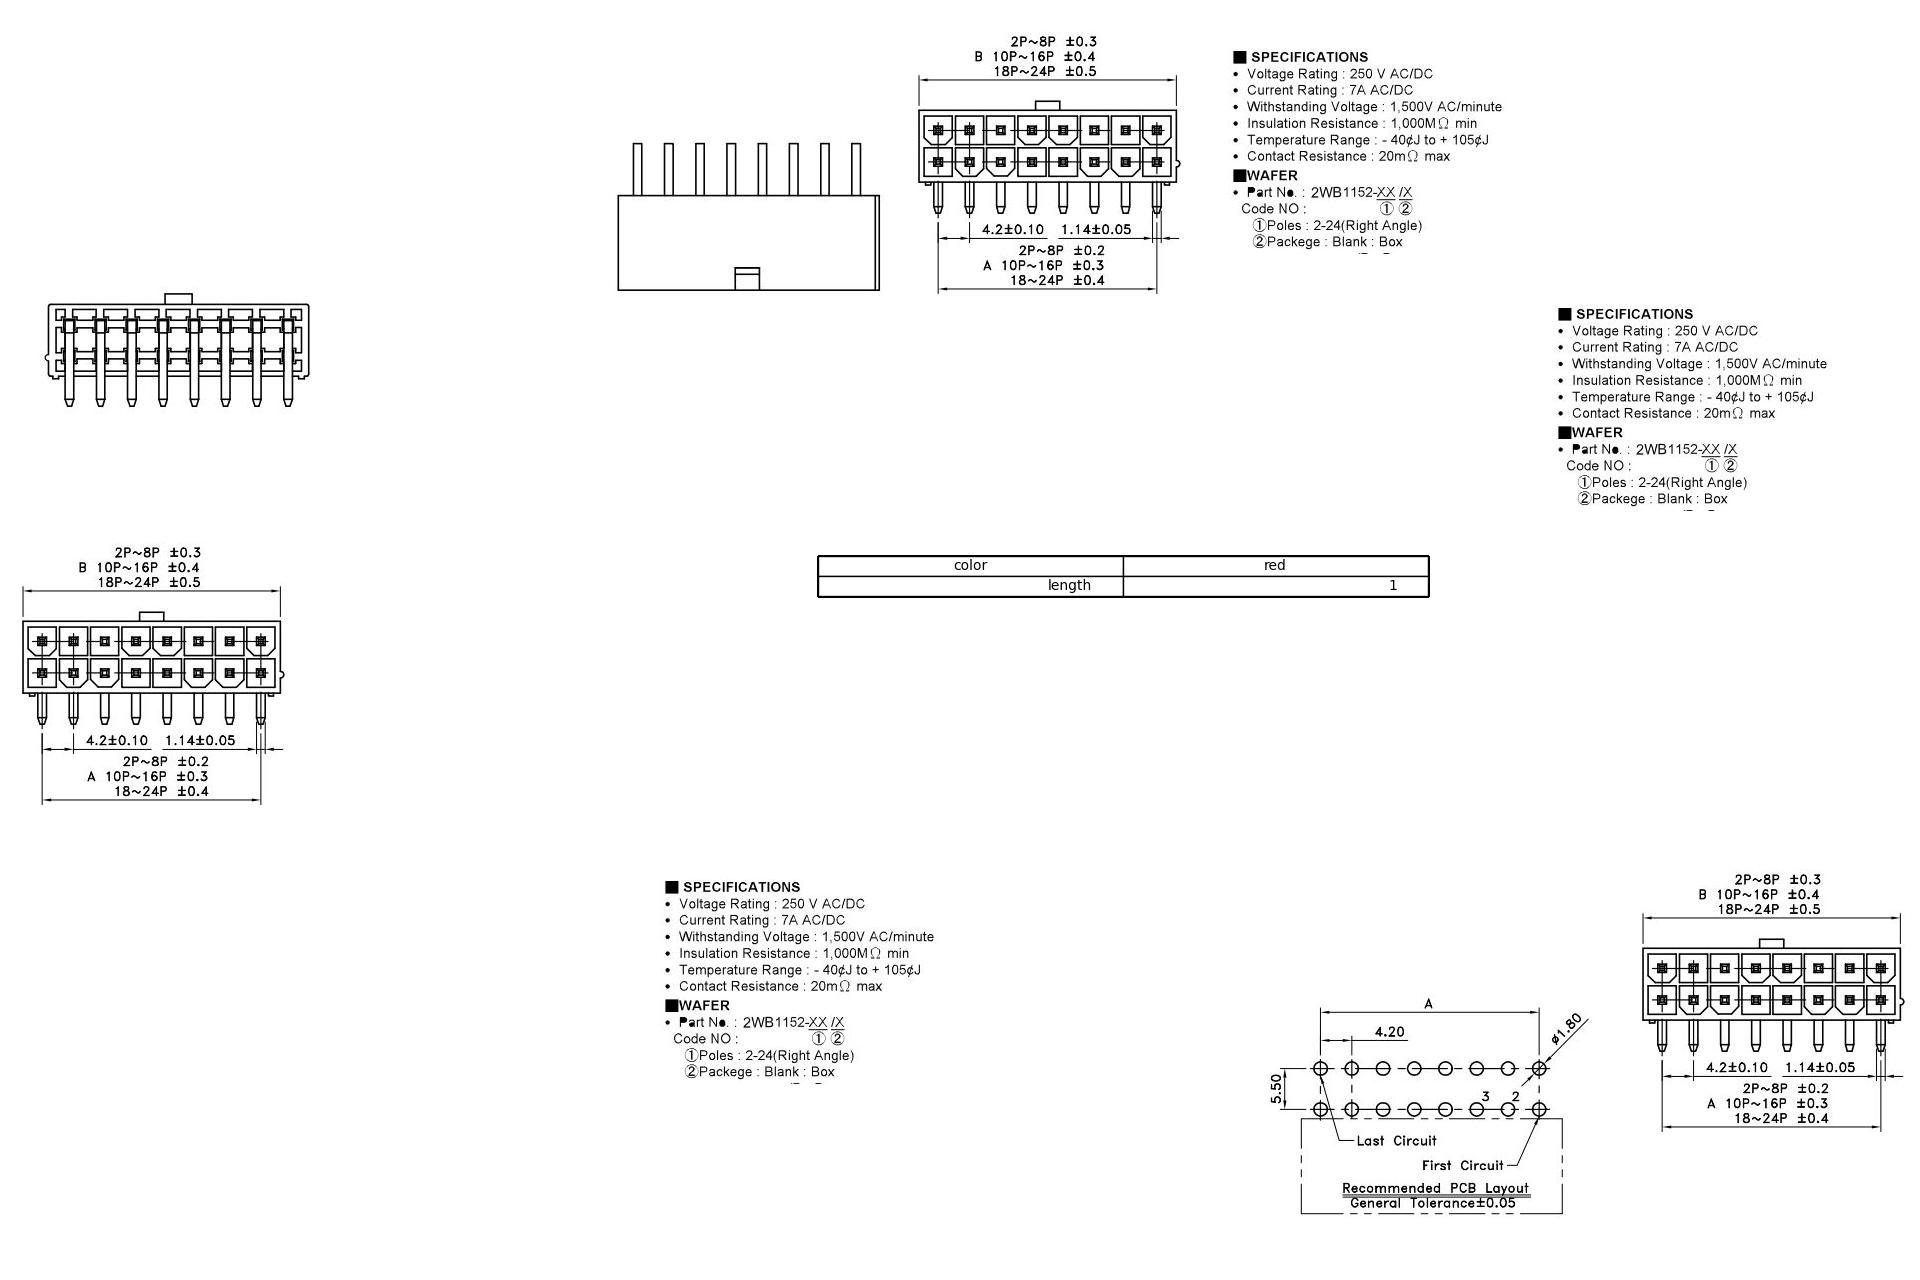 2P~8P ±0.3
B 10P~16P ±0.4
18P~24P ±0.5
4.2±0.10 1.14±0.05
2P~8P ±0.2
A 10P~16P ±0.3
18~24P ±0.4
■ SPECIFICATIONS
• Voltage Rating : 250 V AC/DC
• Current Rating : 7A AC/DC
• Withstanding Voltage : 1,500V AC/minute
• Insulation Resistance : 1,000MΩ min
• Temperature Range : - 40¢J to + 105¢J
• Contact Resistance : 20mΩ max
■WAFER
• Part No. : 2WB1152-XX /X
Code NO : ① ②
①Poles : 2-24(Right Angle)
②Packege : Blank : Box
■ SPECIFICATIONS
• Voltage Rating : 250 V AC/DC
• Current Rating : 7A AC/DC
• Withstanding Voltage : 1,500V AC/minute
• Insulation Resistance : 1,000MΩ min
• Temperature Range : - 40¢J to + 105¢J
• Contact Resistance : 20mΩ max
■WAFER
• Part No. : 2WB1152-XX /X
Code NO : ① ②
①Poles : 2-24(Right Angle)
②Packege : Blank : Box
2P~8P ±0.3
B 10P~16P ±0.4
18P~24P ±0.5
4.2±0.10 1.14±0.05
2P~8P ±0.2
A 10P~16P ±0.3
18~24P ±0.4
color red
length 1
■ SPECIFICATIONS
• Voltage Rating : 250 V AC/DC
• Current Rating : 7A AC/DC
• Withstanding Voltage : 1,500V AC/minute
• Insulation Resistance : 1,000MΩ min
• Temperature Range : - 40¢J to + 105¢J
• Contact Resistance : 20mΩ max
■WAFER
• Part No. : 2WB1152-XX /X
Code NO : ① ②
①Poles : 2-24(Right Angle)
②Packege : Blank : Box
A
4.20
ø1.80
5.50
3 2
Last Circuit
First Circuit
Recommended PCB Layout
General Tolerance±0.05
2P~8P ±0.3
B 10P~16P ±0.4
18P~24P ±0.5
4.2±0.10 1.14±0.05
2P~8P ±0.2
A 10P~16P ±0.3
18~24P ±0.4